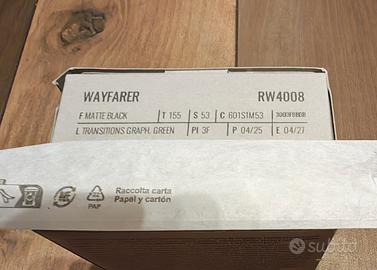 WAYFARER RW4008
F MATTE BLACK T 155 S 53 C 601S1M53
L TRANSITIONS GRAPH. GREEN PI 3F P 04/25 E 04/27
Raccolta carta
Papel y cartón
PAP
subito